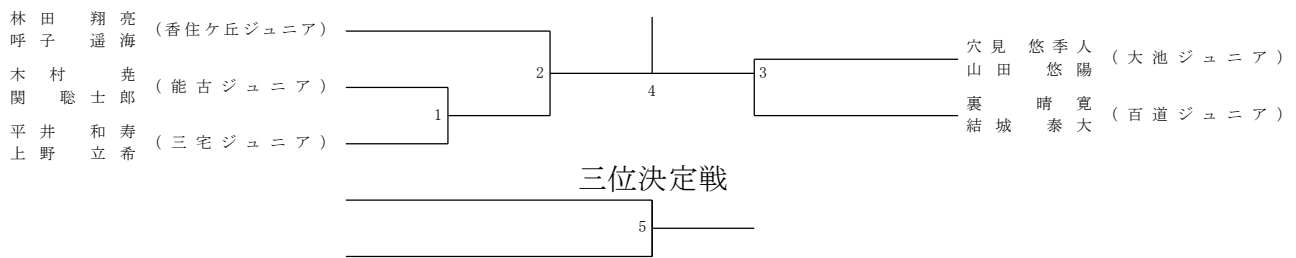 林田 翔亮
呼子 遥海
(香住ケ丘ジュニア)
木村 尭
関 聡士郎
(能古ジュニア)
平井 和寿
上野 立希
(三宅ジュニア)
1
2
4
3
穴見 悠季人
山田 悠陽
(大池ジュニア)
裏 晴寛
結城 泰大
(百道ジュニア)
三位決定戦
5